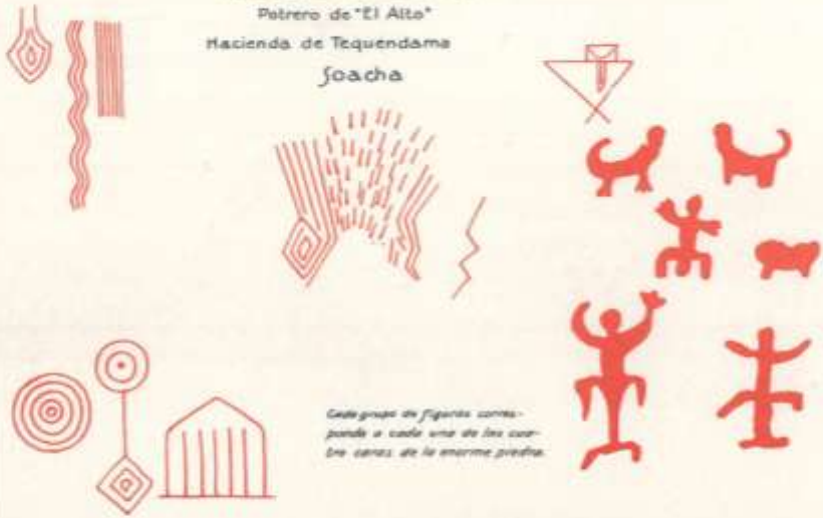 Potrero de "El Alto"
Hacienda de Tequendama
Soacha
Cada grupo de figuras corres-
ponde a cada una de las cua-
tro caras de la enorme piedra.